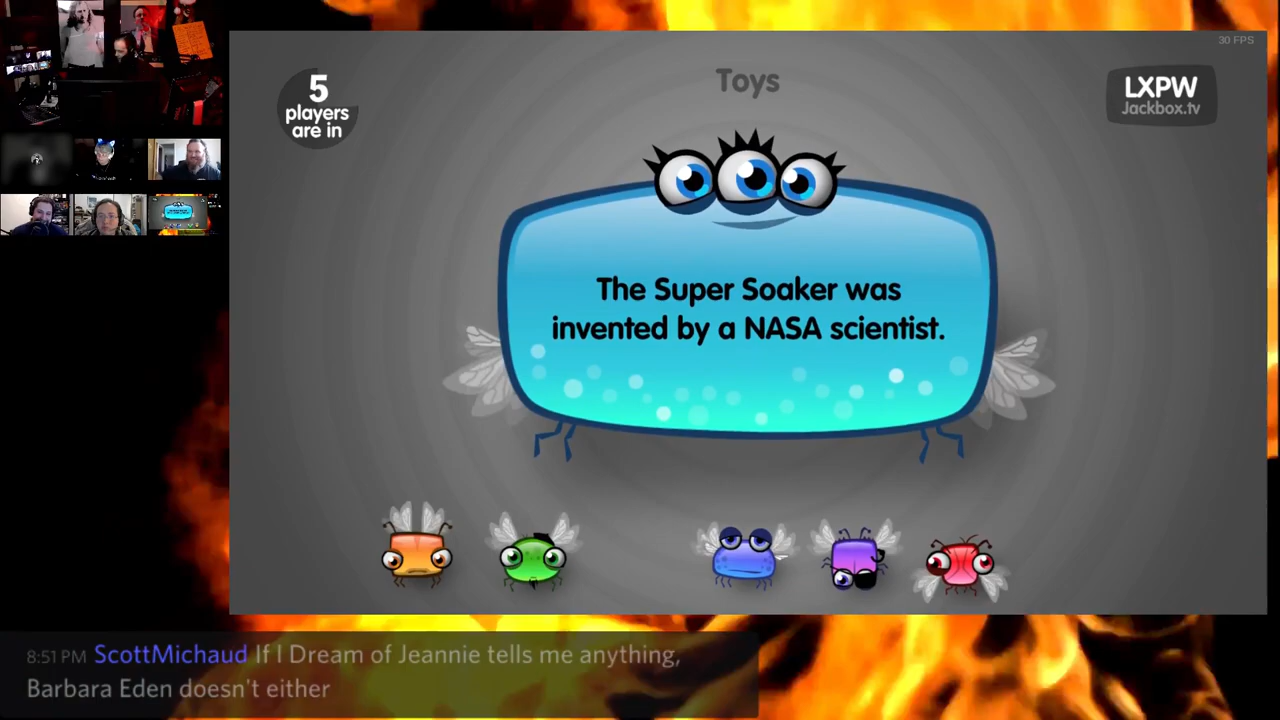 30 FPS
5
players
are in
Toys
LXPW
Jackbox.tv
The Super Soaker was
invented by a NASA scientist.
8:51 PM ScottMichaud If I Dream of Jeannie tells me anything,
Barbara Eden doesn't either